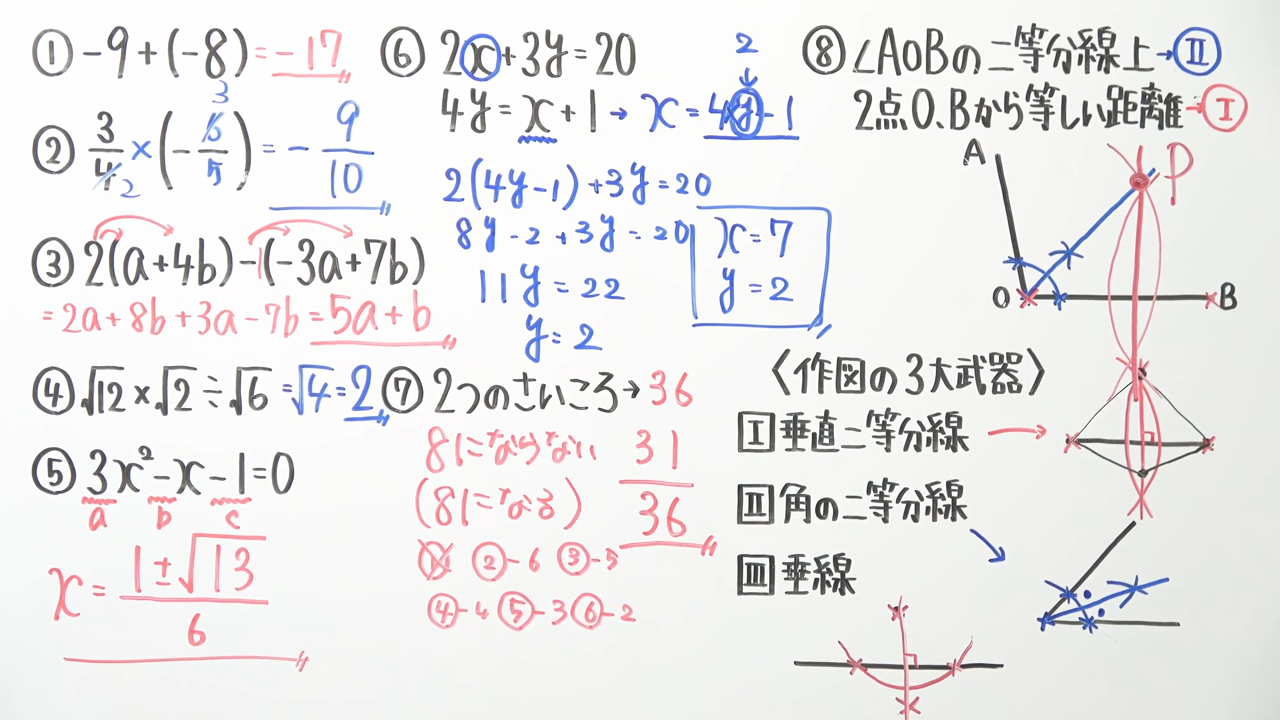 ① -9+(-8)=-17
② 3/4×(-6/5)=-9/10
3
2
5
③ 2(a+4b)-(-3a+7b)
1
=2a+8b+3a-7b=5a+b
④ √12×√2÷√6=√4=2
⑤ 3x²-x-1=0
a b c
x=(1±√13)/6
⑥ 2x+3y=20
2
4y=x+1→x=4y-1
2(4y-1)+3y=20
8y-2+3y=20
11y=22
y=2
x=7
y=2
⑦ 2つのさいころ→36
8にならない 31/36
(8になる)
① ②-6 ③-5
④-4 ⑤-3 ⑥-2
⑧ ∠AOBの二等分線上→Ⅱ
2点O、Bから等しい距離→Ⅰ
A P
O B
〈作図の3大武器〉
Ⅰ 垂直二等分線
Ⅱ 角の二等分線
Ⅲ 垂線